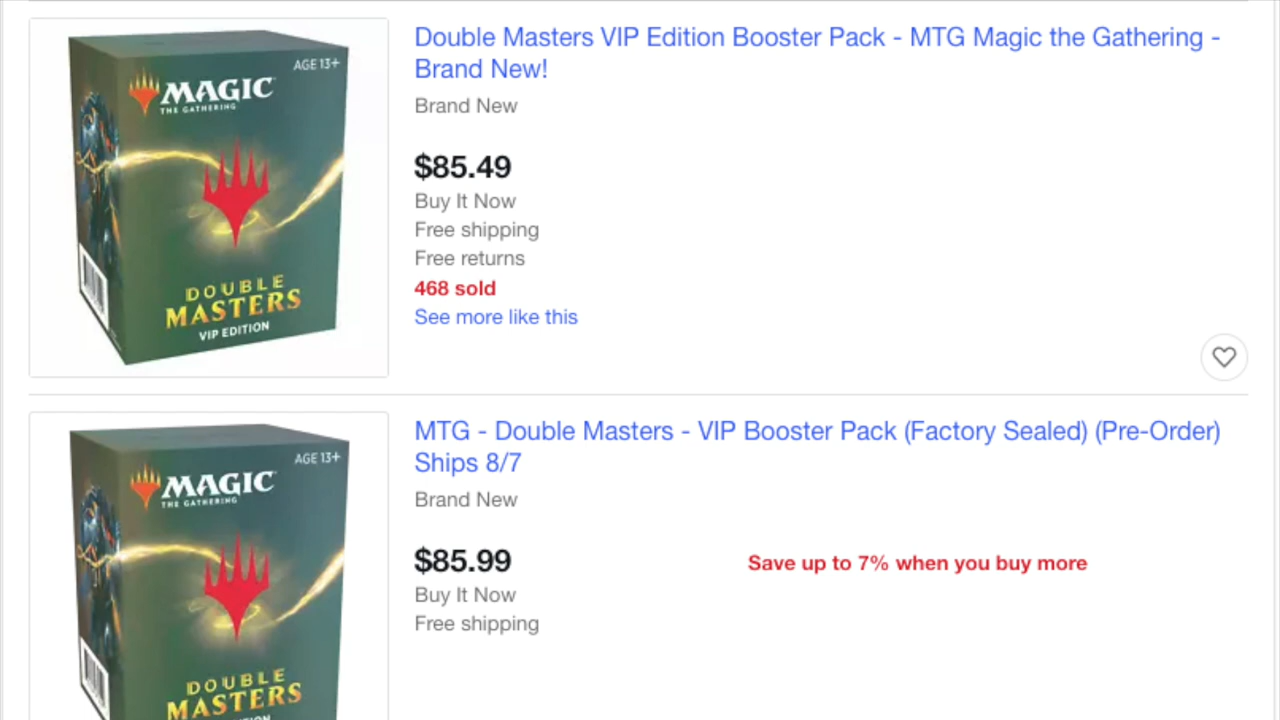 AGE 13+
MAGIC
THE GATHERING
DOUBLE
MASTERS
VIP EDITION
Double Masters VIP Edition Booster Pack - MTG Magic the Gathering -
Brand New!
Brand New
$85.49
Buy It Now
Free shipping
Free returns
468 sold
See more like this
AGE 13+
MAGIC
THE GATHERING
DOUBLE
MASTERS
MTG - Double Masters - VIP Booster Pack (Factory Sealed) (Pre-Order)
Ships 8/7
Brand New
$85.99
Save up to 7% when you buy more
Buy It Now
Free shipping